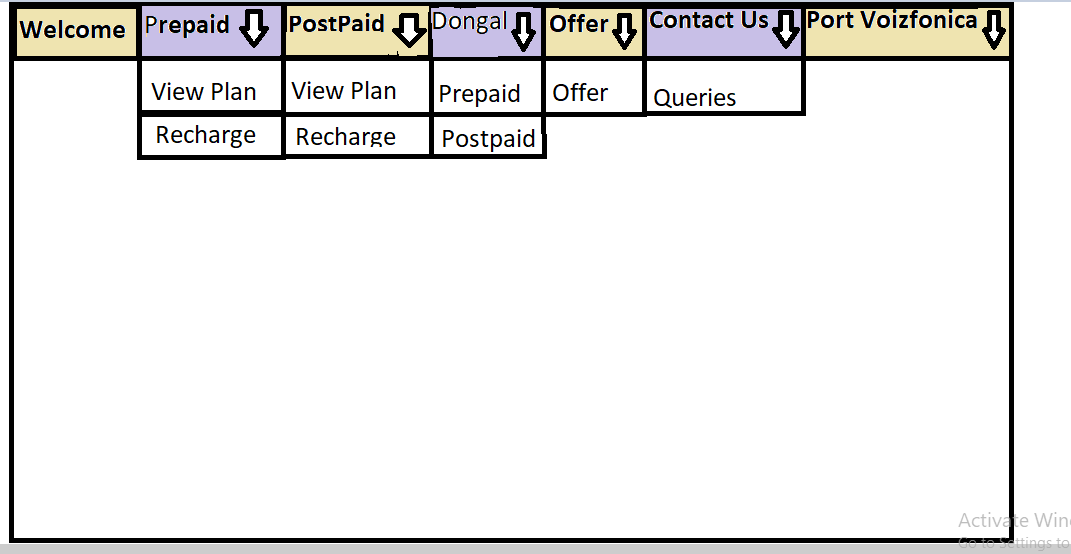 Welcome
Prepaid
PostPaid
Dongal
Offer
Contact Us
Port Voizfonica
View Plan
View Plan
Prepaid
Offer
Queries
Recharge
Recharge
Postpaid
Activate Win
Go to Settings to